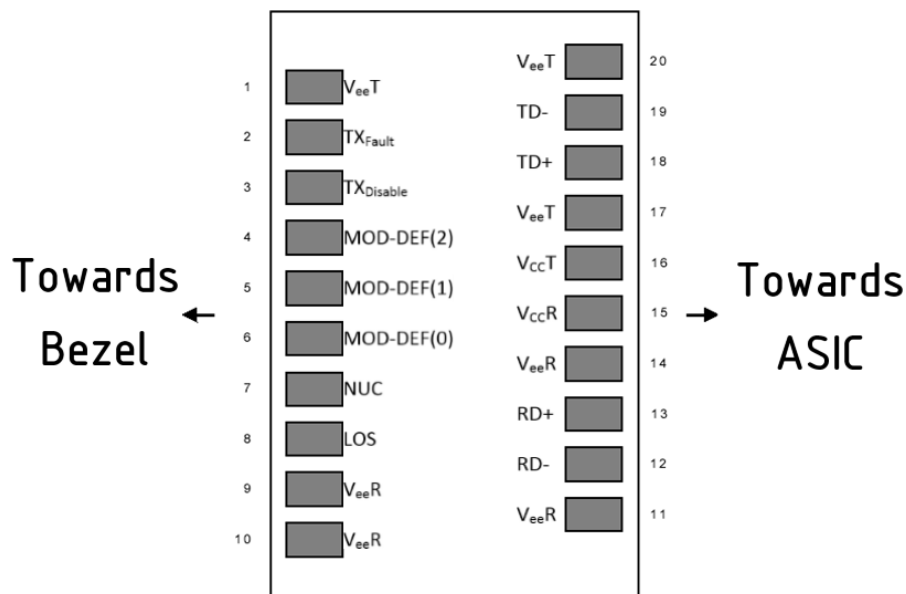 VeeT 20
1 VeeT
TD- 19
2 TXFault
TD+ 18
3 TXDisable
VeeT 17
4 MOD-DEF(2)
VCCT 16
Towards
Bezel
5 MOD-DEF(1)
VCCR 15
Towards
ASIC
6 MOD-DEF(0)
VeeR 14
7 NUC
RD+ 13
8 LOS
RD- 12
9 VeeR
VeeR 11
10 VeeR